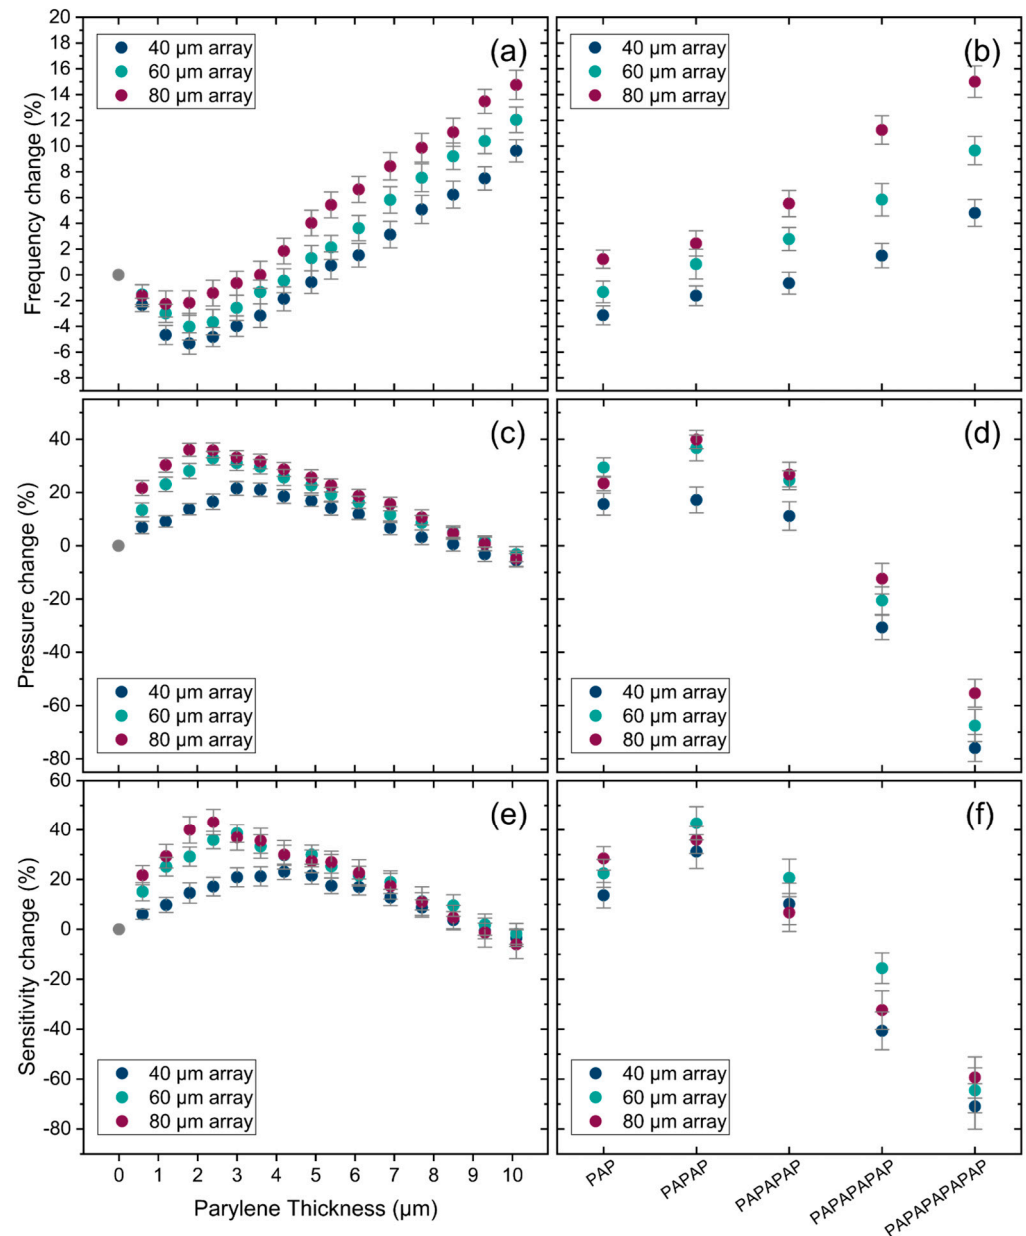 20
18
16
14
12
10
8
6
4
2
0
-2
-4
-6
-8
Frequency change (%)
40 µm array
60 µm array
80 µm array
(a)
40 µm array
60 µm array
80 µm array
(b)
40
20
0
-20
-40
-60
-80
Pressure change (%)
(c)
40 µm array
60 µm array
80 µm array
(d)
40 µm array
60 µm array
80 µm array
60
40
20
0
-20
-40
-60
-80
Sensitivity change (%)
(e)
40 µm array
60 µm array
80 µm array
(f)
40 µm array
60 µm array
80 µm array
0 1 2 3 4 5 6 7 8 9 10
Parylene Thickness (µm)
PAP
PAPAP
PAPAPAP
PAPAPAPAP
PAPAPAPAPAP